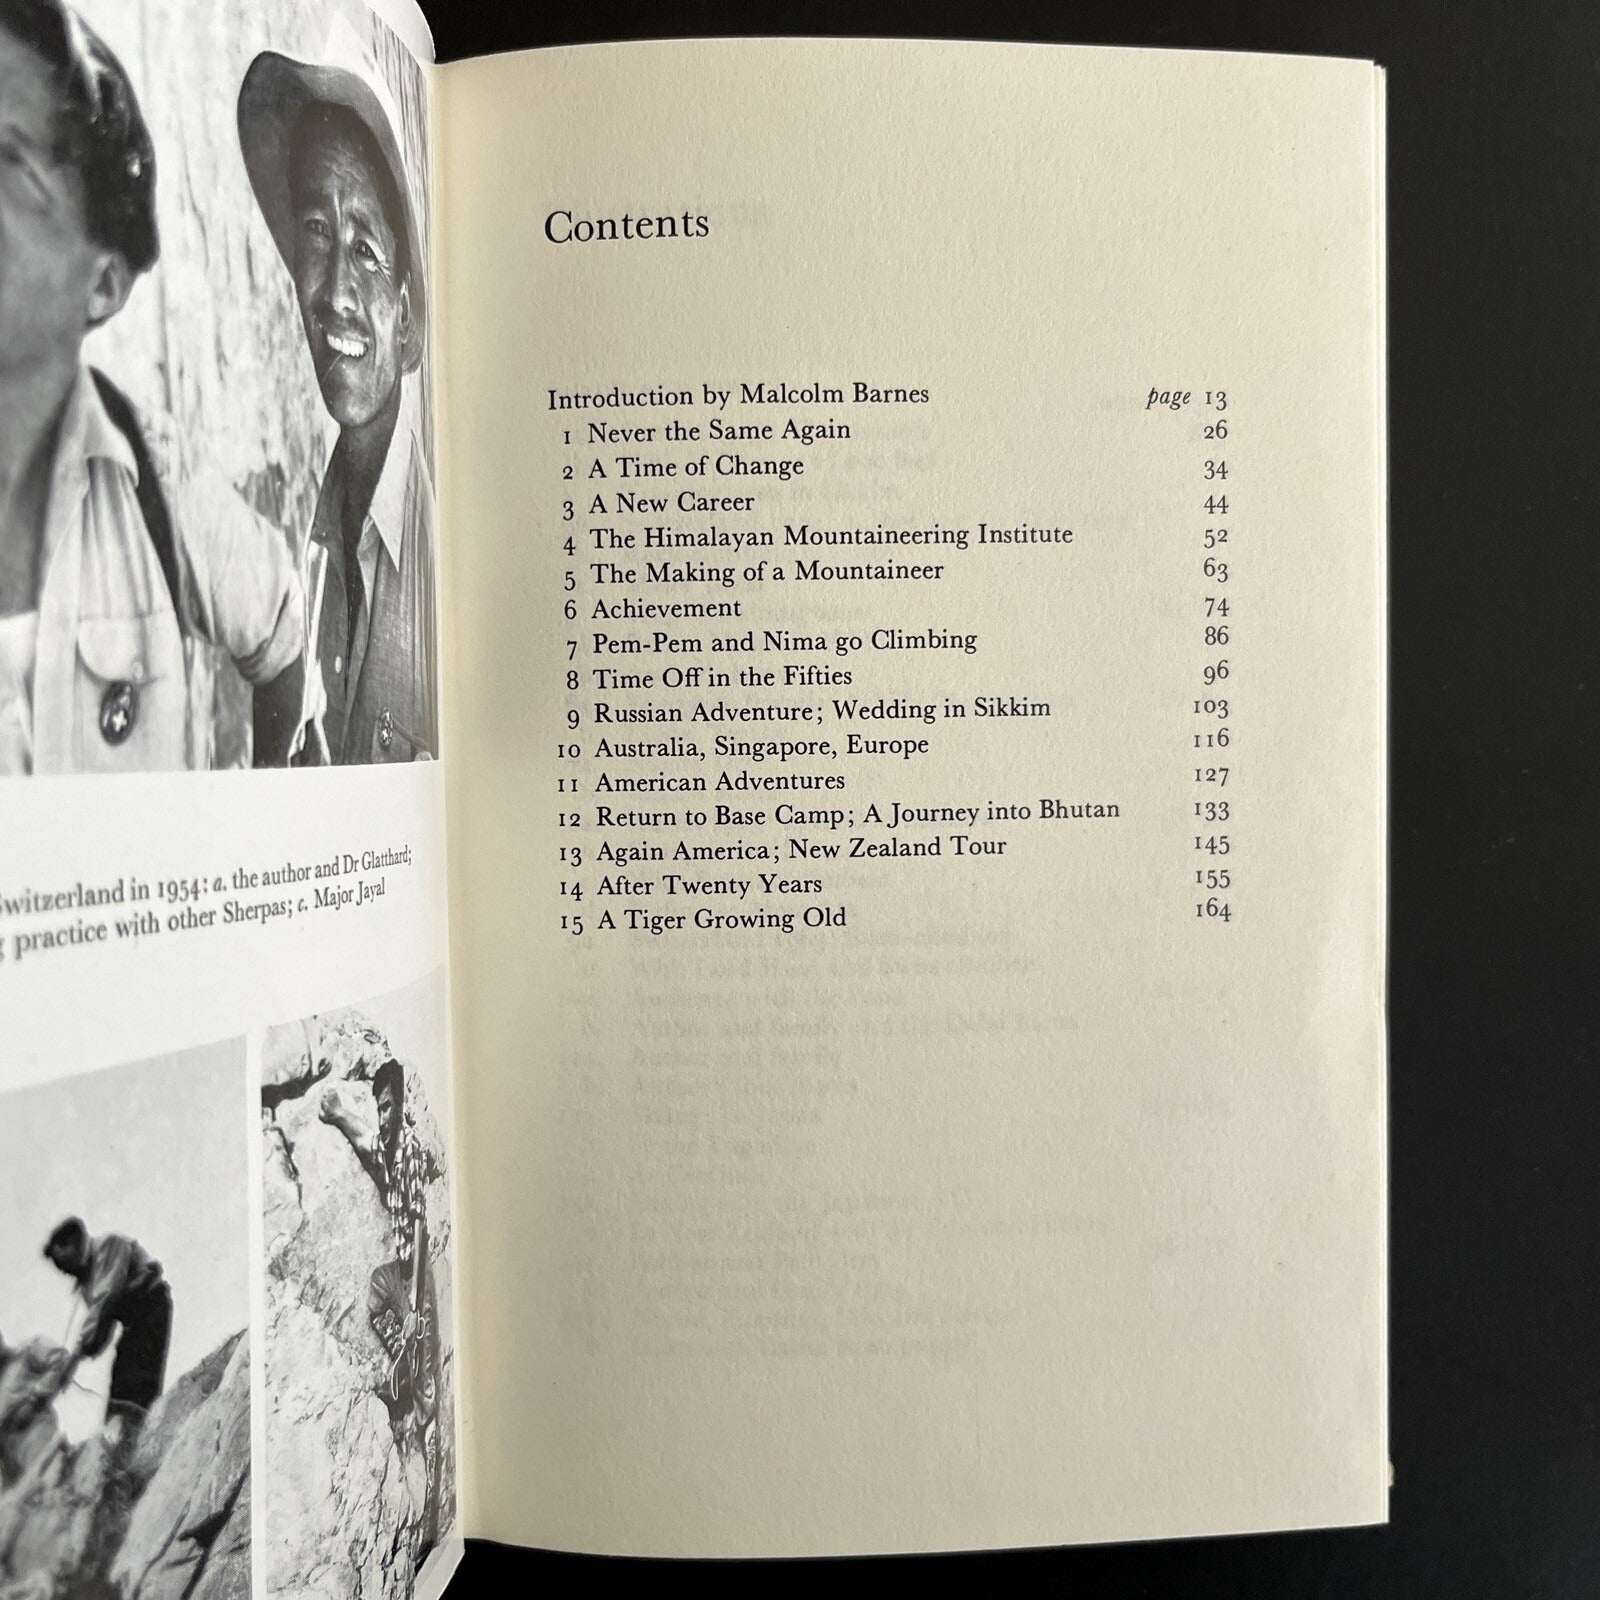 witzerland in 1954: a. the author and Dr Glatthard;
practice with other Sherpas; c. Major Jayal
Contents
Introduction by Malcolm Barnes page 13
1 Never the Same Again 26
2 A Time of Change 34
3 A New Career 44
4 The Himalayan Mountaineering Institute 52
5 The Making of a Mountaineer 63
6 Achievement 74
7 Pem-Pem and Nima go Climbing 86
8 Time Off in the Fifties 96
9 Russian Adventure; Wedding in Sikkim 103
10 Australia, Singapore, Europe 116
11 American Adventures 127
12 Return to Base Camp; A Journey into Bhutan 133
13 Again America; New Zealand Tour 145
14 After Twenty Years 155
15 A Tiger Growing Old 164